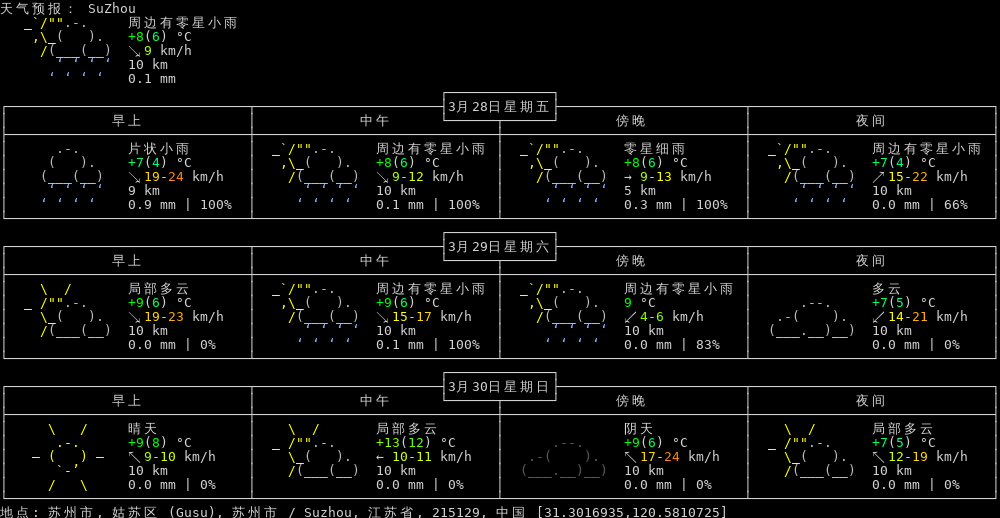 天气预报: SuZhou
周边有零星小雨
+8(6) °C
↘ 9 km/h
10 km
0.1 mm
3月28日星期五
早上 中午 傍晚 夜间
片状小雨 周边有零星小雨 零星细雨 周边有零星小雨
+7(4) °C +8(6) °C +8(6) °C +7(4) °C
↘ 19-24 km/h ↘ 9-12 km/h → 9-13 km/h ↗ 15-22 km/h
9 km 10 km 5 km 10 km
0.9 mm | 100% 0.1 mm | 100% 0.3 mm | 100% 0.0 mm | 66%
3月29日星期六
早上 中午 傍晚 夜间
局部多云 周边有零星小雨 周边有零星小雨 多云
+9(6) °C +9(6) °C 9 °C +7(5) °C
↘ 19-23 km/h ↘ 15-17 km/h ↙ 4-6 km/h ↙ 14-21 km/h
10 km 10 km 10 km 10 km
0.0 mm | 0% 0.1 mm | 100% 0.0 mm | 83% 0.0 mm | 0%
3月30日星期日
早上 中午 傍晚 夜间
晴天 局部多云 阴天 局部多云
+9(8) °C +13(12) °C +9(6) °C +7(5) °C
↖ 9-10 km/h ← 10-11 km/h ↖ 17-24 km/h ↖ 12-19 km/h
10 km 10 km 10 km 10 km
0.0 mm | 0% 0.0 mm | 0% 0.0 mm | 0% 0.0 mm | 0%
地点: 苏州市, 姑苏区 (Gusu), 苏州市 / Suzhou, 江苏省, 215129, 中国 [31.3016935,120.5810725]